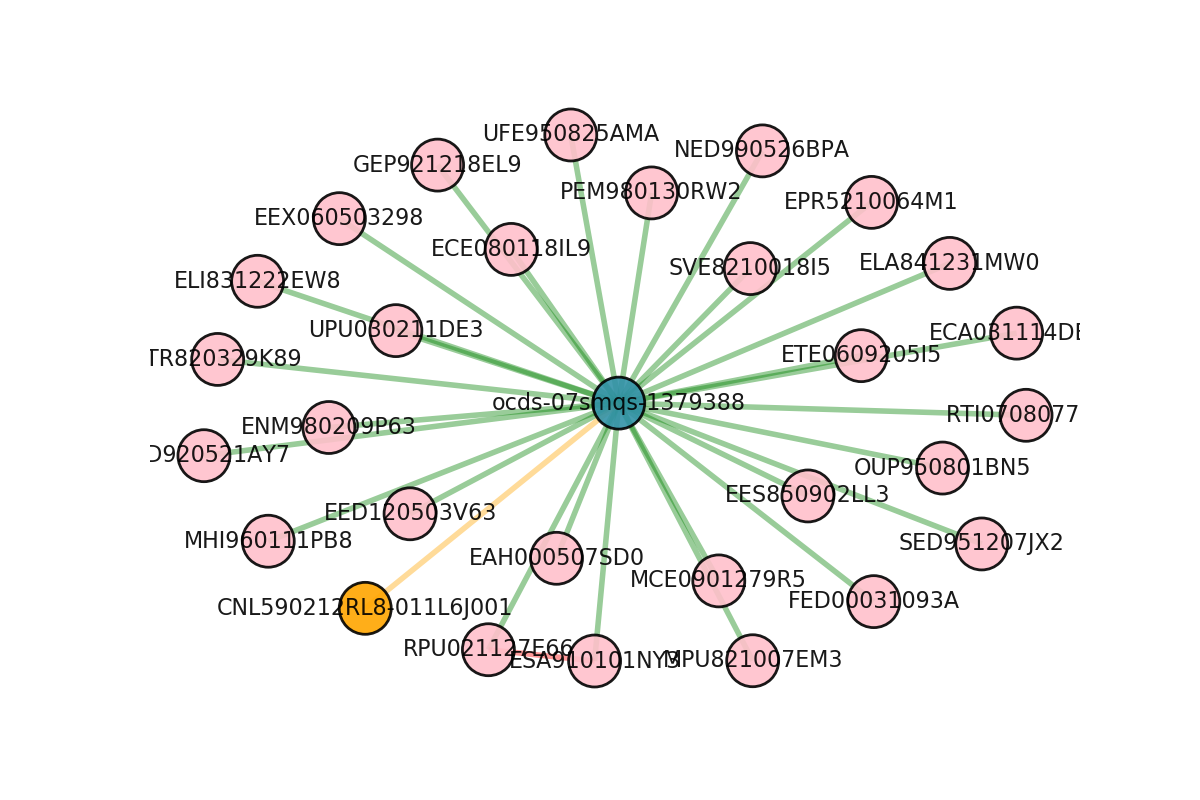 UFE950825AMA
NED990526BPA
GEP921218EL9
PEM980130RW2
EPR5210064M1
EEX060503298
ECE080118IL9
SVE8210018I5
ELA841231MW0
ELI831222EW8
UPU030211DE3
ECA031114DE
TR820329K89
ETE0609205I5
ocds-07smqs-1379388
RTI0708077
ENM980209P63
D920521AY7
OUP950801BN5
EES850902LL3
EED120503V63
MHI960111PB8
SED951207JX2
EAH000507SD0
MCE0901279R5
FED00031093A
CNL590212RL8-011L6J001
RPU021127E66
ESA910101NY3
MPU821007EM3